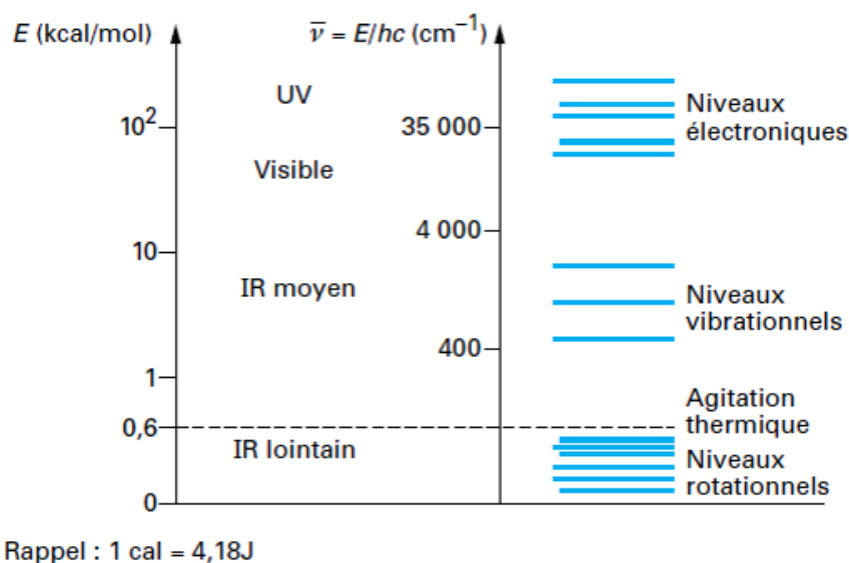 E (kcal/mol)
ν̅ = E/hc (cm⁻¹)
UV
Niveaux
électroniques
10²
35 000
Visible
4 000
10
IR moyen
Niveaux
vibrationnels
400
1
Agitation
thermique
0,6
IR lointain
Niveaux
rotationnels
0
Rappel : 1 cal = 4,18J